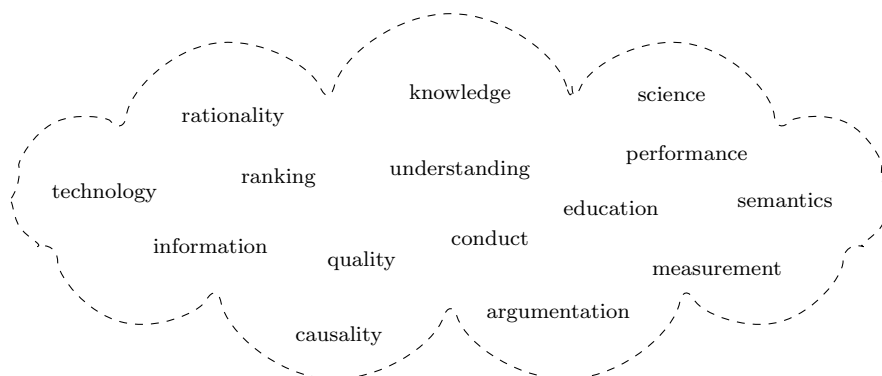 knowledge
science
rationality
performance
understanding
ranking
technology
semantics
education
conduct
information
quality
measurement
argumentation
causality